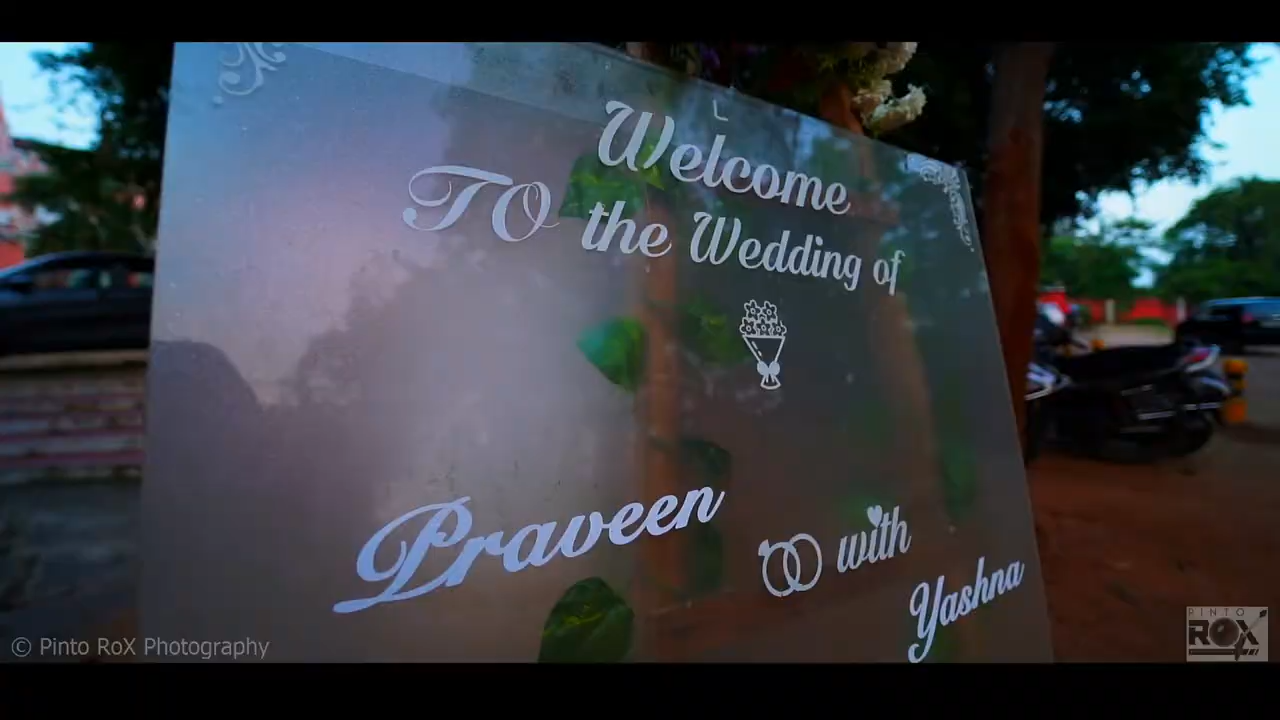 Welcome
TO the Wedding of
Praveen
with
Yashna
© Pinto RoX Photography
PINTO
ROX